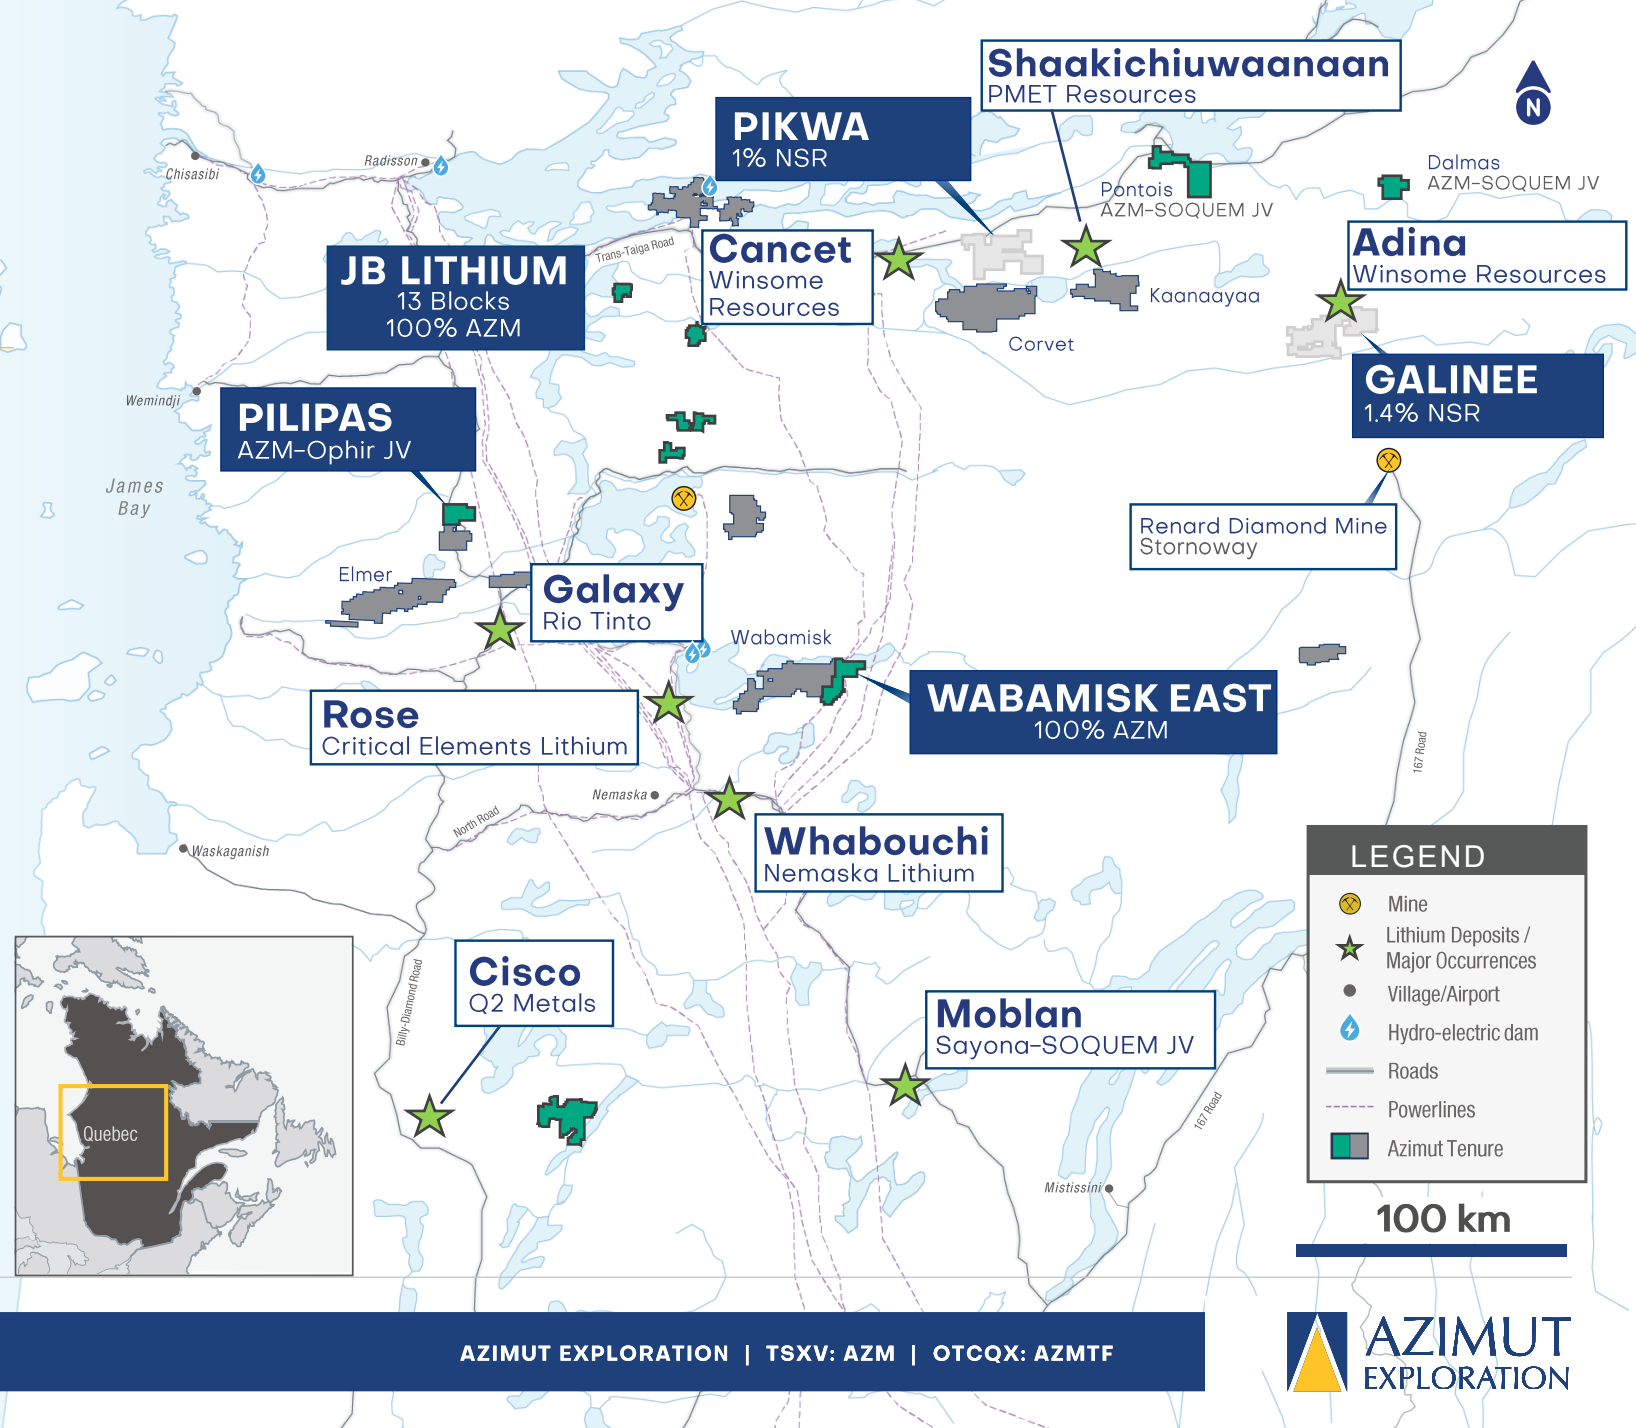 Shaakichiuwaanaan
PMET Resources
N
PIKWA
1% NSR
Radisson
Chisasibi
Dalmas
AZM-SOQUEM JV
Pontois
AZM-SOQUEM JV
Trans-Taiga Road
Cancet
Winsome
Resources
Adina
Winsome Resources
JB LITHIUM
13 Blocks
100% AZM
Kaanaayaa
Corvet
GALINEE
1.4% NSR
Wemindji
PILIPAS
AZM-Ophir JV
James
Bay
Renard Diamond Mine
Stornoway
Elmer
Galaxy
Rio Tinto
Wabamisk
WABAMISK EAST
100% AZM
Rose
Critical Elements Lithium
167 Road
Nemaska
North Road
Whabouchi
Nemaska Lithium
Waskaganish
LEGEND
Mine
Lithium Deposits /
Major Occurrences
Village/Airport
Hydro-electric dam
Roads
Powerlines
Azimut Tenure
Cisco
Q2 Metals
Billy-Diamond Road
Moblan
Sayona-SOQUEM JV
167 Road
Quebec
Mistissini
100 km
AZIMUT EXPLORATION | TSXV: AZM | OTCQX: AZMTF
AZIMUT
EXPLORATION